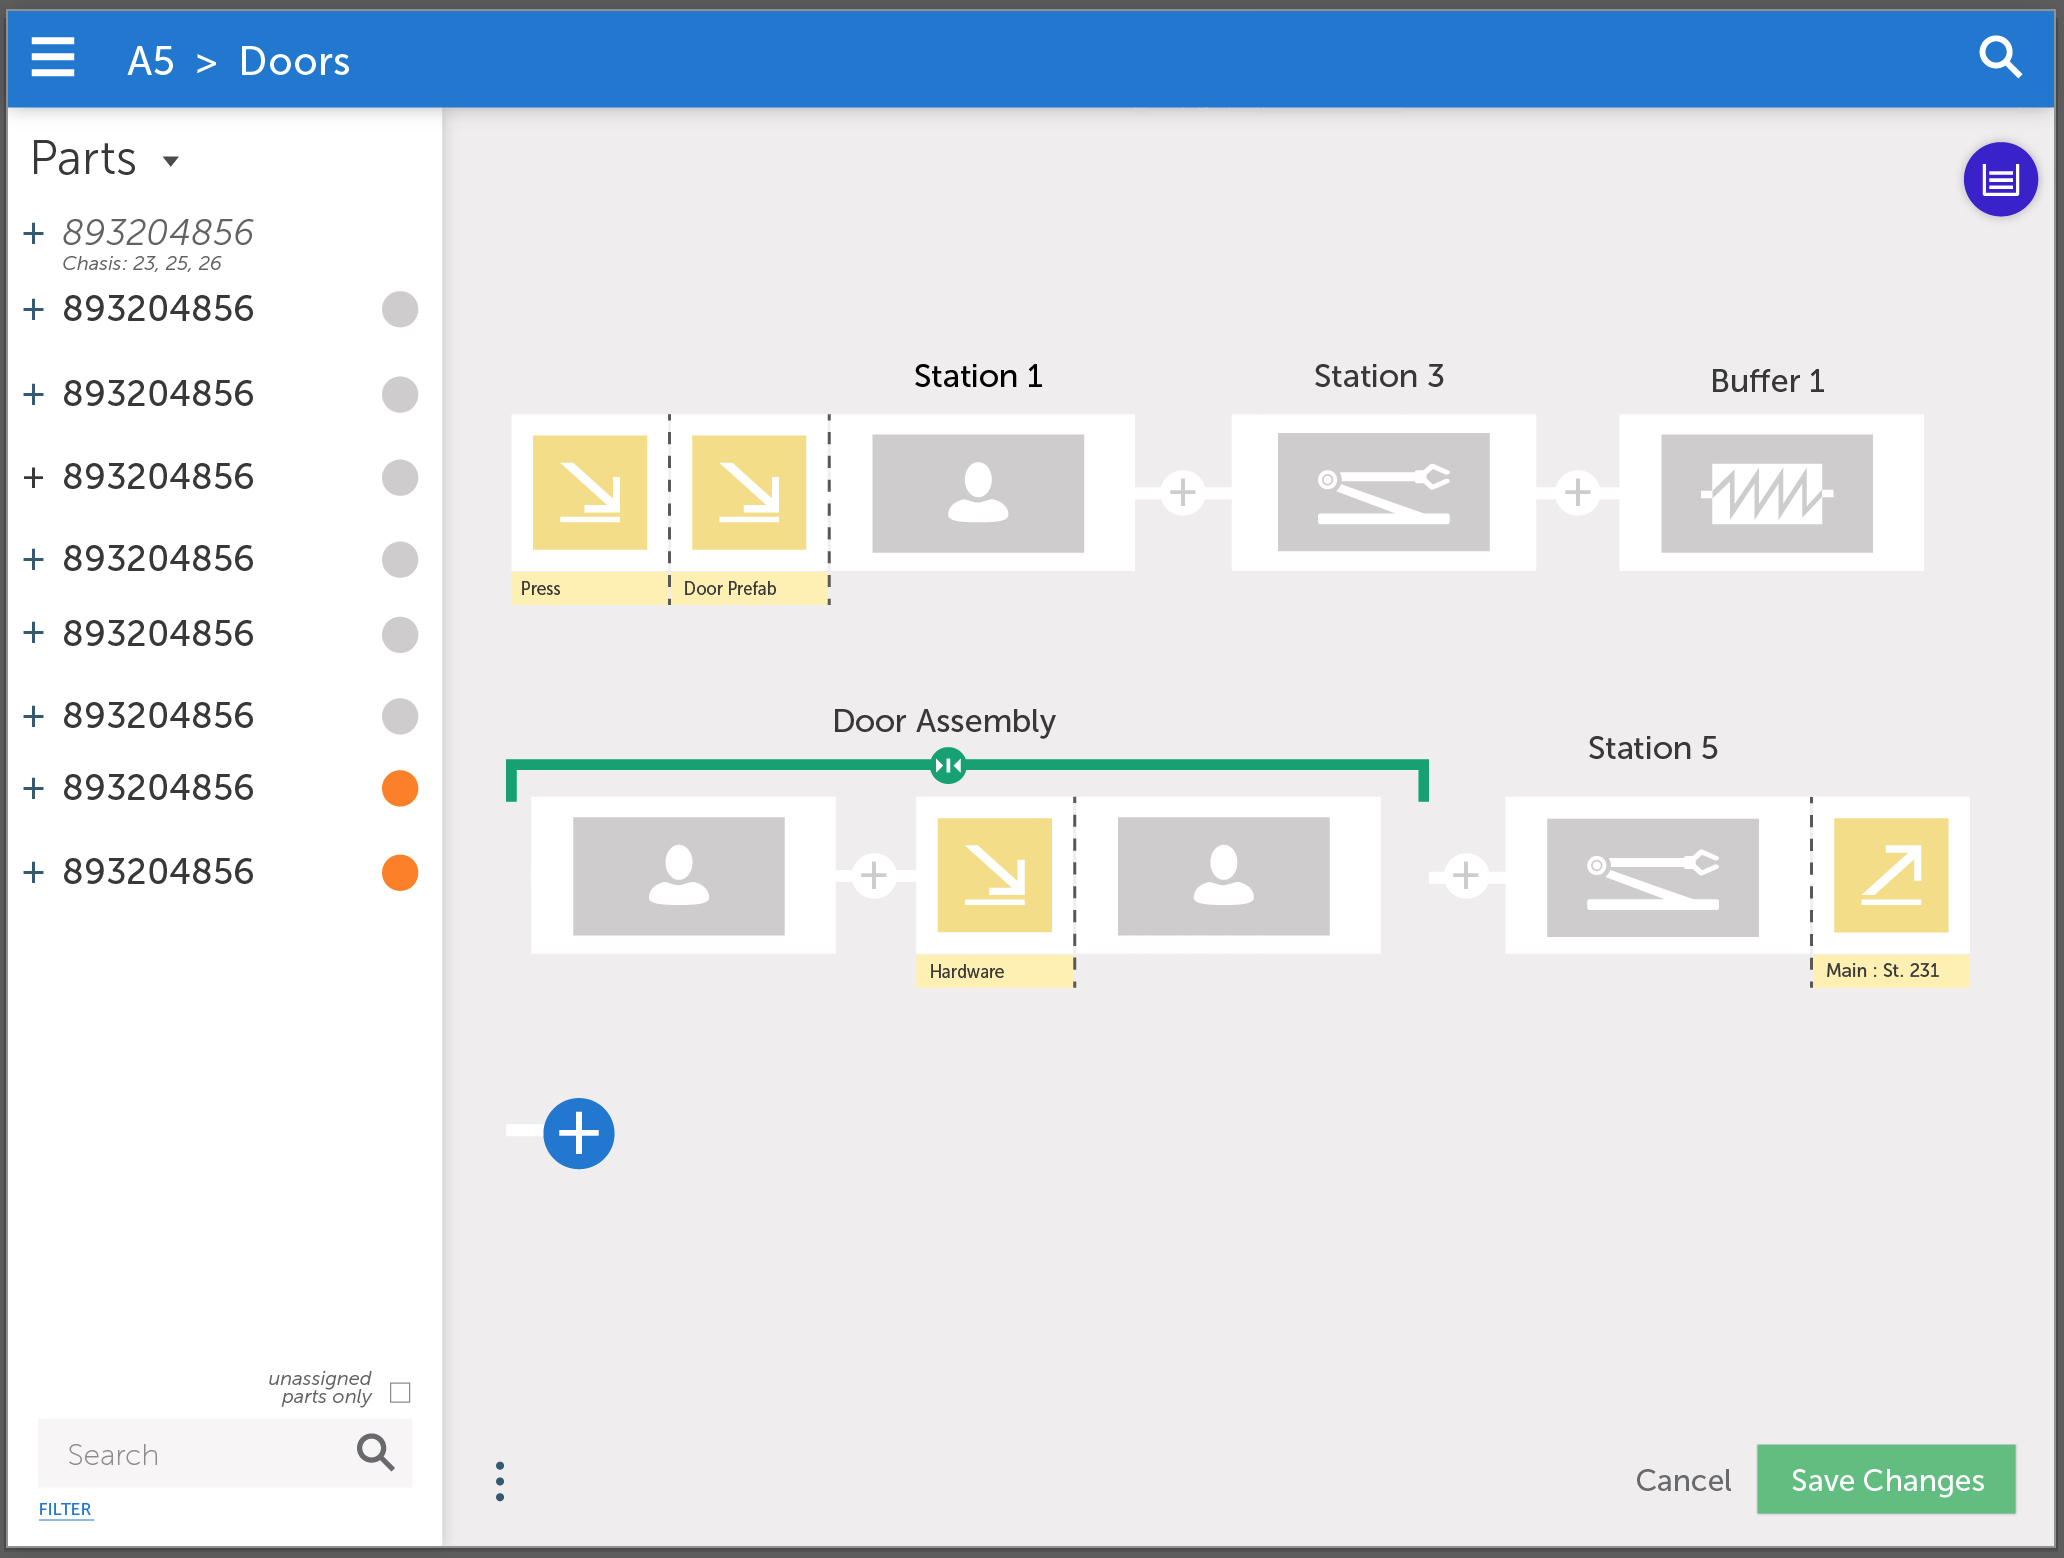 A5 > Doors
Parts
+ 893204856
Chasis: 23, 25, 26
+ 893204856
+ 893204856
+ 893204856
+ 893204856
+ 893204856
+ 893204856
+ 893204856
+ 893204856
unassigned
parts only
Search
FILTER
Station 1
Station 3
Buffer 1
Press
Door Prefab
Door Assembly
Station 5
Hardware
Main : St. 231
Cancel
Save Changes